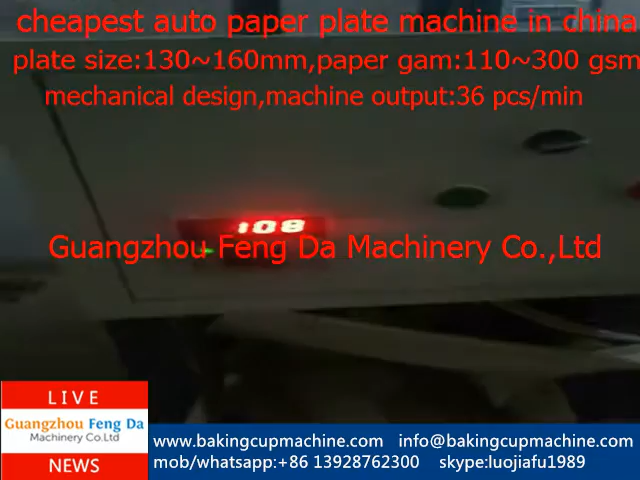 cheapest auto paper plate machine in china
plate size:130~160mm,paper gam:110~300 gsm
mechanical design,machine output:36 pcs/min
108
Guangzhou Feng Da Machinery Co.,Ltd
LIVE
Guangzhou Feng Da
Machinery Co.Ltd
NEWS
www.bakingcupmachine.com info@bakingcupmachine.com
mob/whatsapp:+86 13928762300 skype:luojiafu1989